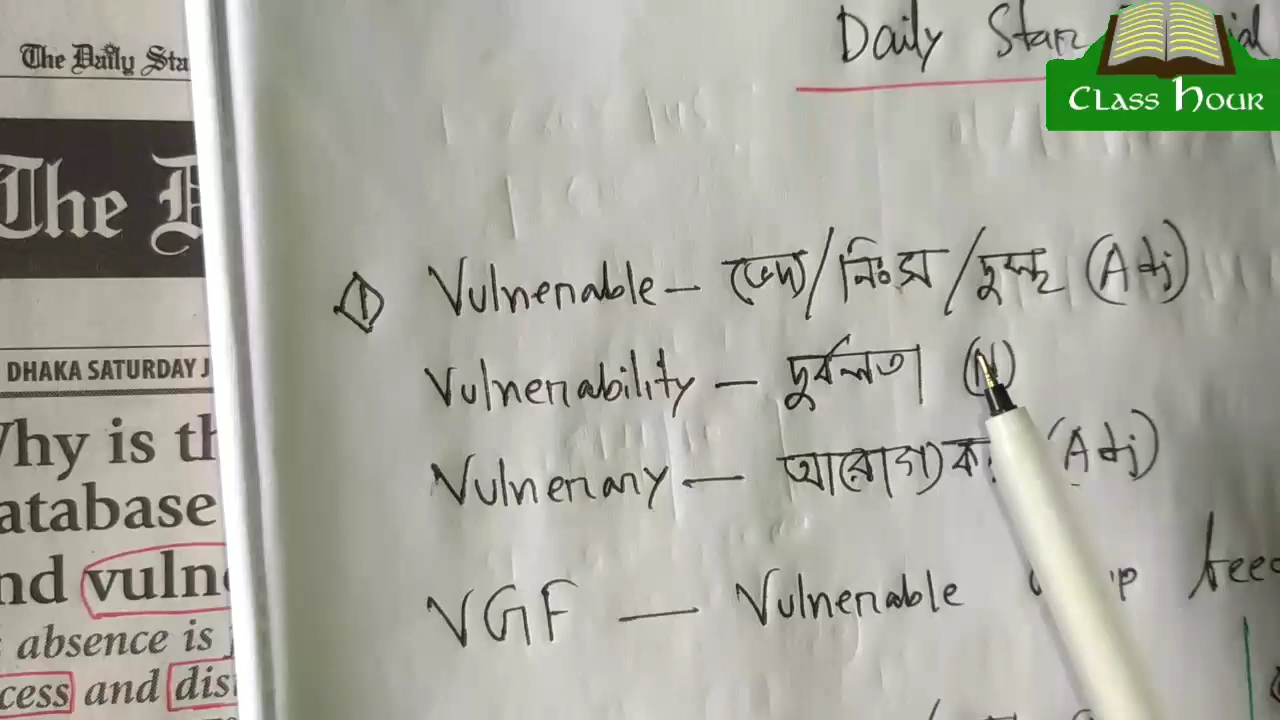 The Daily Sta
The D
DHAKA SATURDAY J
Why is th
atabase
nd vuln
absence is
cess and dis
Daily Star
CLASS HOUR
1 Vulnerable – ভেদ্য/নিঃস্ব/দুস্থ (Adj)
Vulnerability – দুর্বলতা (N)
Vulnerary – আরোগ্যকর (Adj)
VGF — Vulnerable